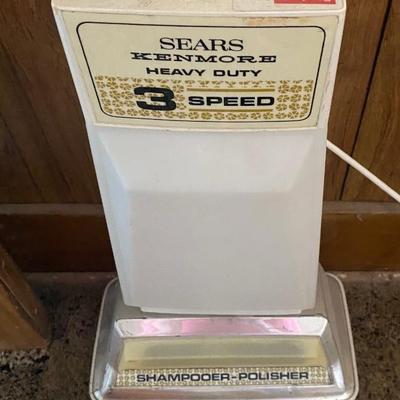 SEARS
KENMORE
HEAVY DUTY
3 SPEED
SHAMPOOER-POLISHER